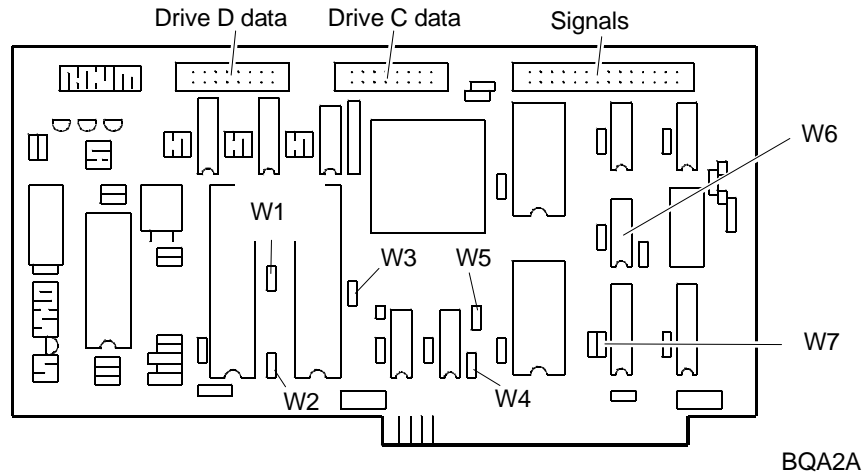 Drive D data
Drive C data
Signals
W6
W1
W3
W5
W7
W2
W4
BQA2A